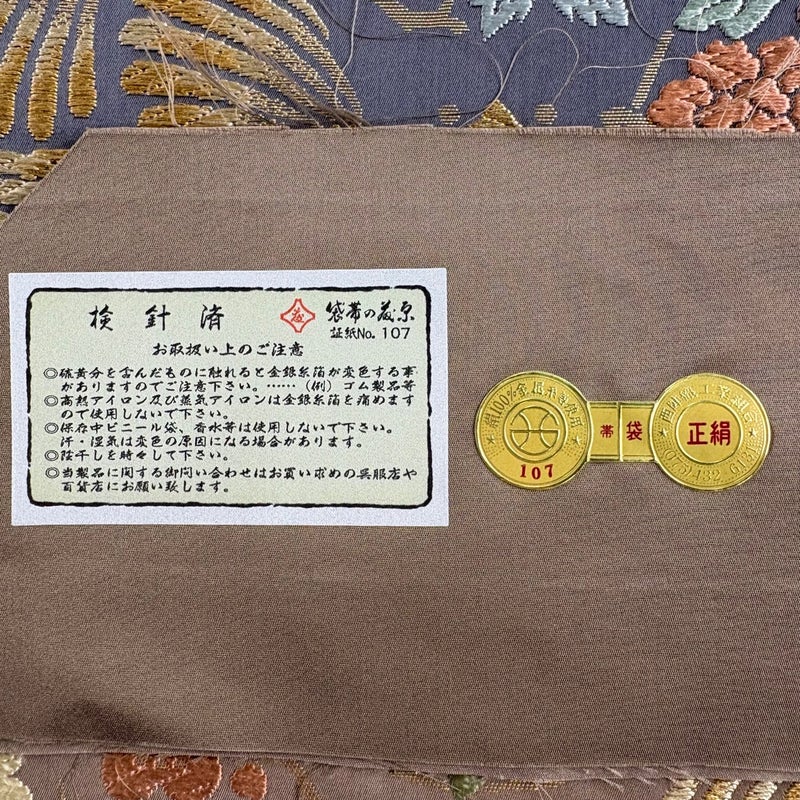 検針済
袋帯の荿原
証紙No. 107
お取扱い上のご注意
◎硫黄分を含んだものに触れると金銀糸箔が変色する事
がありますのでご注意下さい。……（例）ゴム製品等
◎高熱アイロン及び蒸気アイロンは金銀糸箔を痛めます
ので使用しないで下さい。
◎保存中ビニール袋、香水等は使用しないで下さい。
汗・湿気は変色の原因になる場合があります。
◎陰干しを時々して下さい。
◎当製品に関する御問い合わせはお買い求めの呉服店や
百貨店にお願い致します。
107
帯袋
西陣織工業組合
正絹
(075)432-6131